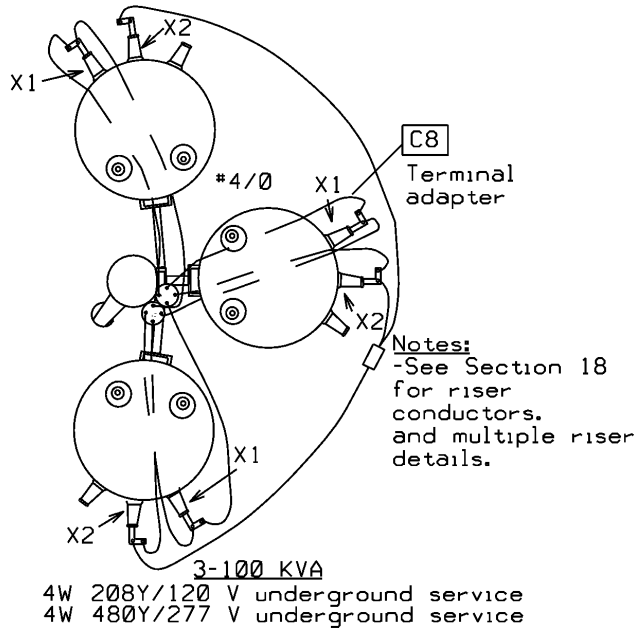 X2
X1
C8
Terminal
adapter
#4/0
X1
X2
Notes:
-See Section 18
for riser
conductors.
and multiple riser
details.
X1
X2
3-100 KVA
4W 208Y/120 V underground service
4W 480Y/277 V underground service